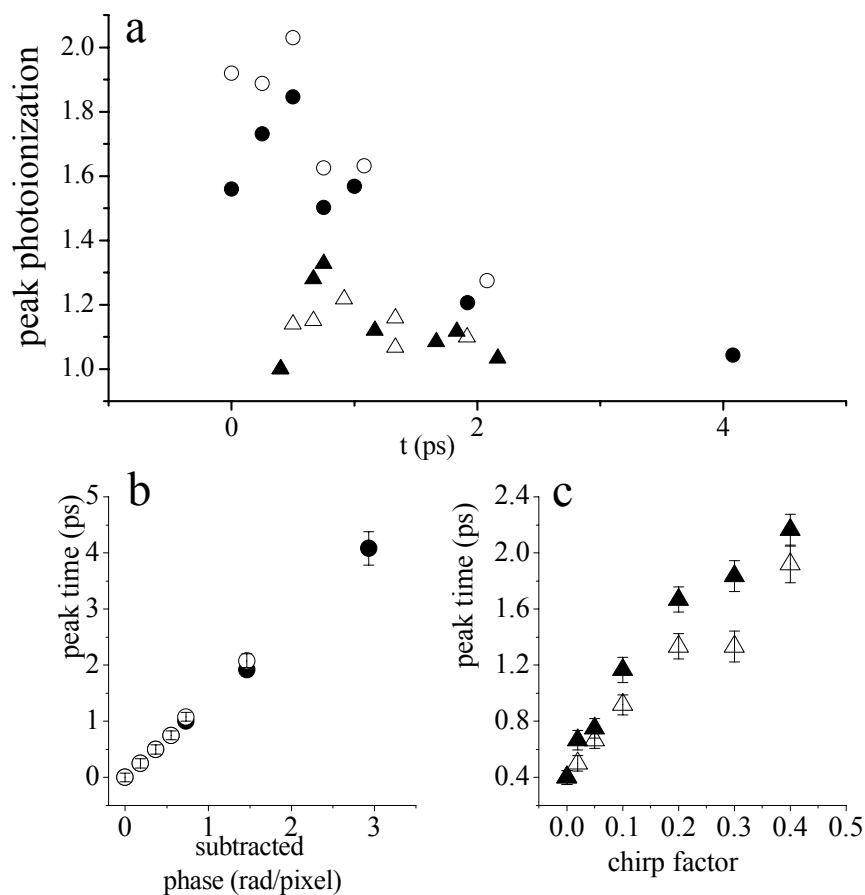 a
peak photoionization
2.0
1.8
1.6
1.4
1.2
1.0
0 2 4
t (ps)
b
peak time (ps)
5
4
3
2
1
0
0 1 2 3
subtracted
phase (rad/pixel)
c
peak time (ps)
2.4
2.0
1.6
1.2
0.8
0.4
0.0 0.1 0.2 0.3 0.4 0.5
chirp factor